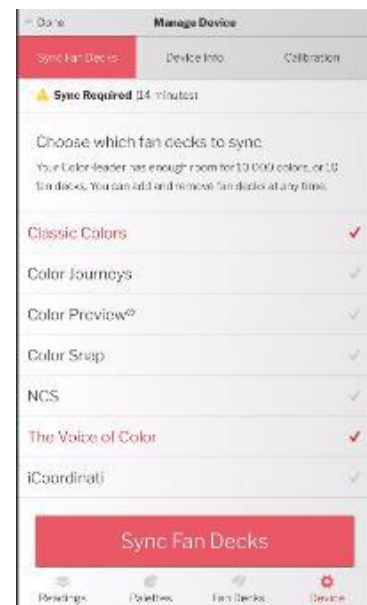 Done
Manage Device
Sync Fan Decks
Device Info
Calibration
Sync Required (14 minutes)
Choose which fan decks to sync
Your Color-Reader has enough room for 10 000 colors, or 10
fan decks. You can add and remove fan decks at any time.
Classic Colors
Color Journeys
Color Preview®
Color Snap
NCS
The Voice of Color
iCoordinati
Sync Fan Decks
Readings
Palettes
Fan Decks
Device